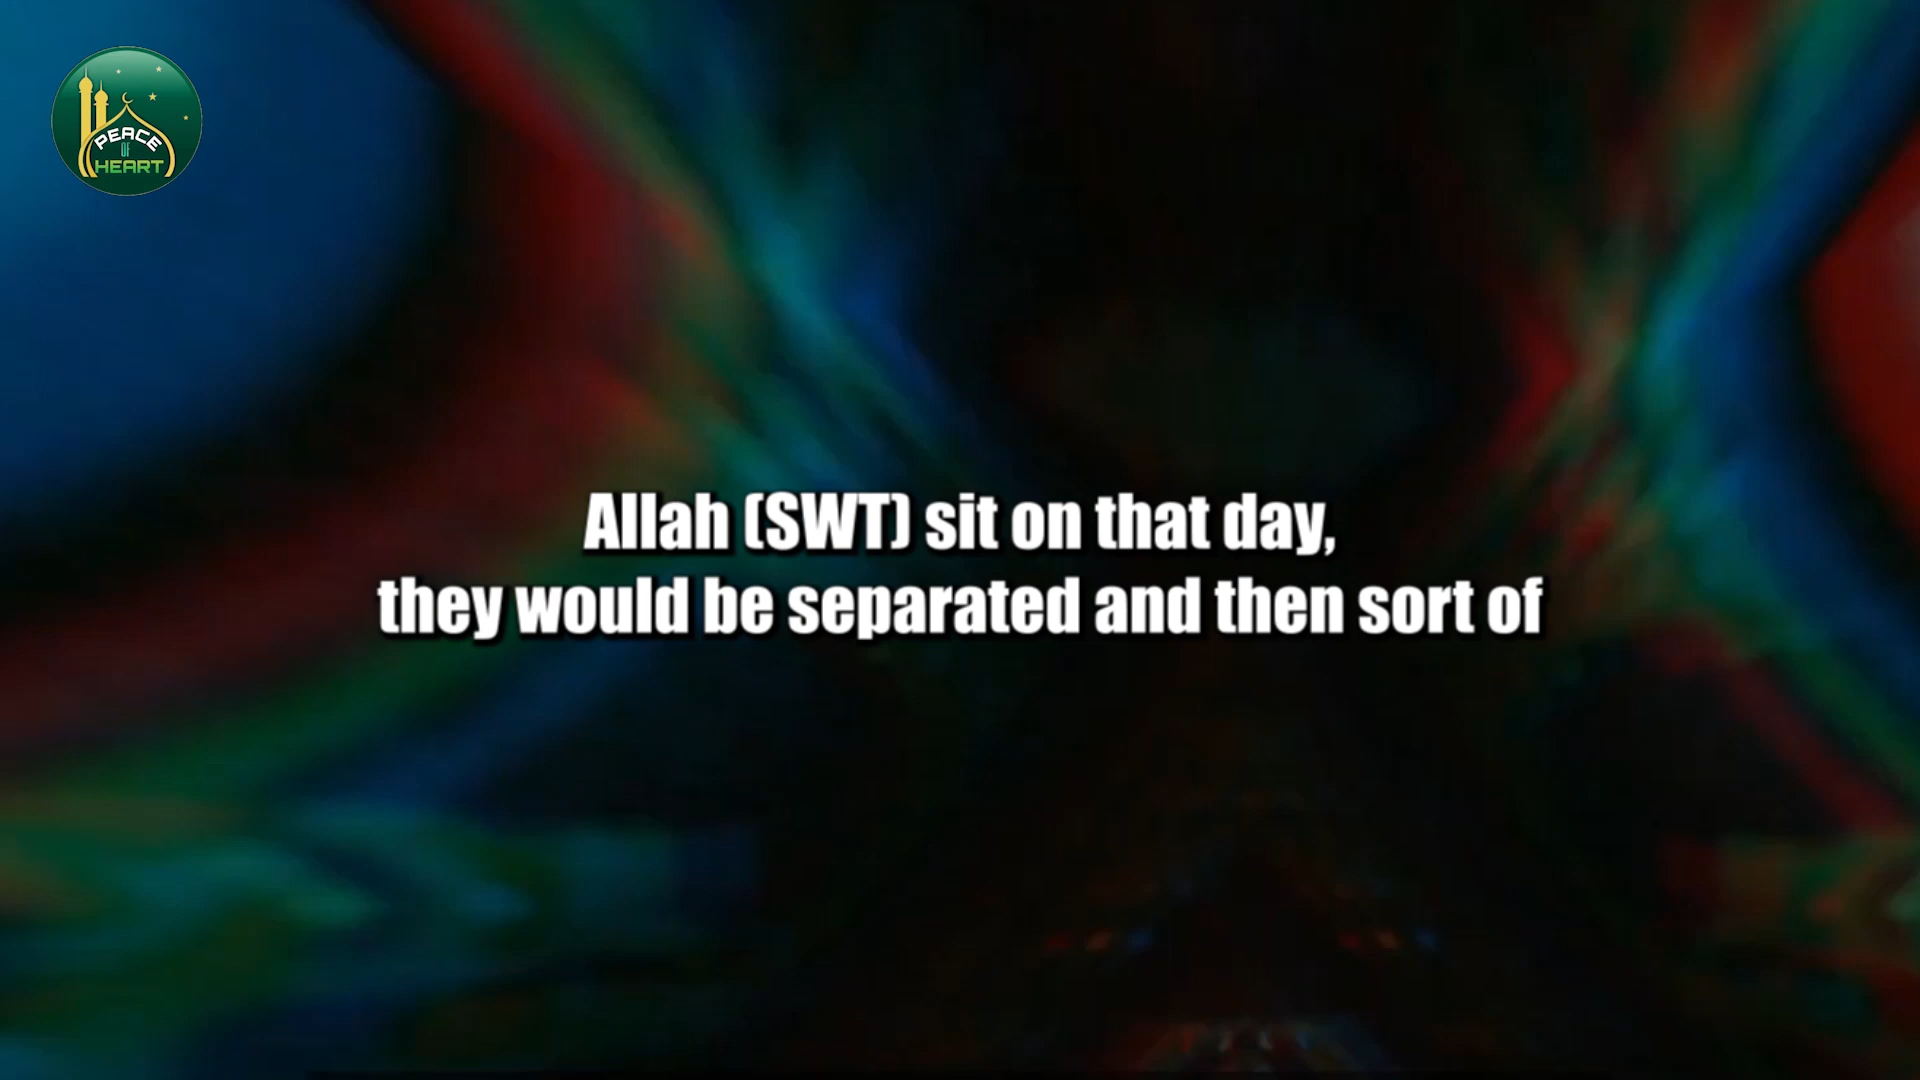 PEACE
OF
HEART
Allah (SWT) sit on that day,
they would be separated and then sort of